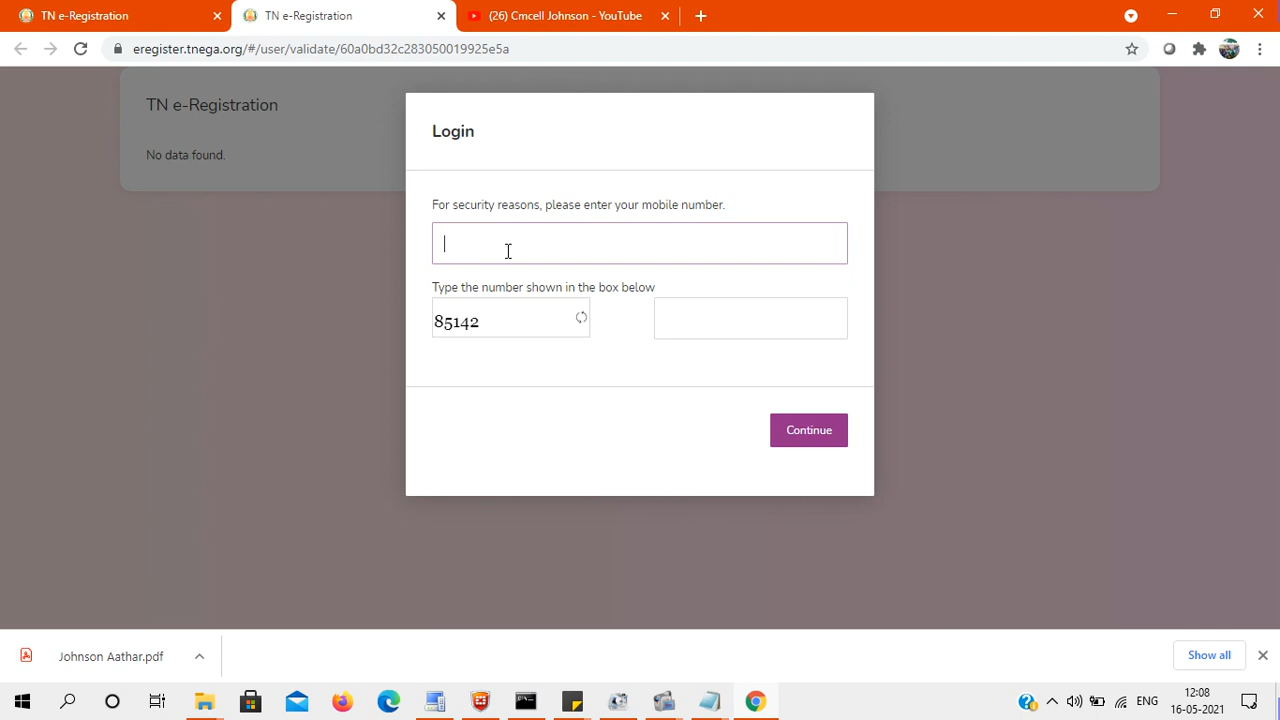 TN e-Registration
TN e-Registration
(26) Cmcell Johnson - YouTube
eregister.tnega.org/#/user/validate/60a0bd32c283050019925e5a
TN e-Registration
No data found.
Login
For security reasons, please enter your mobile number.
Type the number shown in the box below
85142
Continue
Johnson Aathar.pdf
Show all
ENG
12:08
16-05-2021